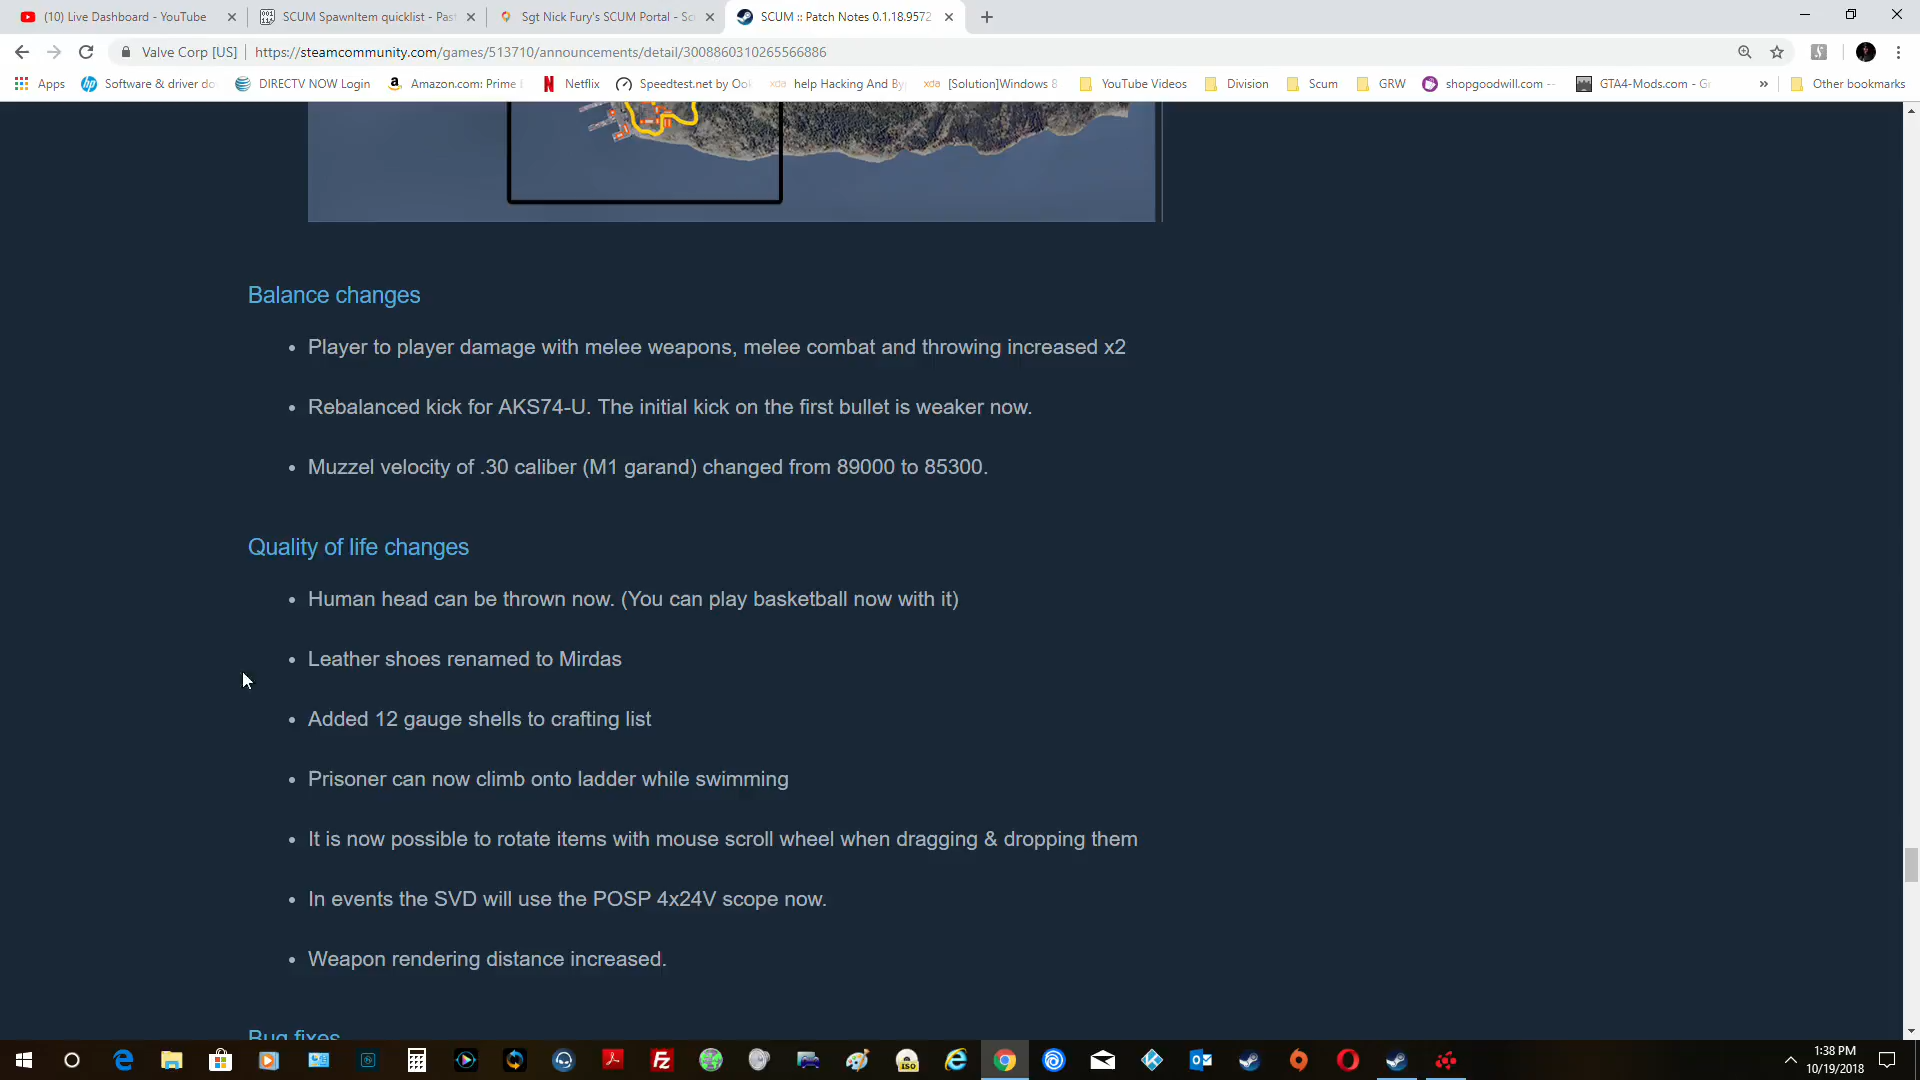 (10) Live Dashboard - YouTube
SCUM SpawnItem quicklist - Pas
Sgt Nick Fury's SCUM Portal - Sc
SCUM :: Patch Notes 0.1.18.9572
Valve Corp [US]
https://steamcommunity.com/games/513710/announcements/detail/3008860310265566886
Apps
Software & driver do
DIRECTV NOW Login
Amazon.com: Prime
Netflix
Speedtest.net by Oo
help Hacking And By
[Solution]Windows 8
YouTube Videos
Division
Scum
GRW
shopgoodwill.com --
GTA4-Mods.com - G
»
Other bookmarks
Balance changes
• Player to player damage with melee weapons, melee combat and throwing increased x2
• Rebalanced kick for AKS74-U. The initial kick on the first bullet is weaker now.
• Muzzel velocity of .30 caliber (M1 garand) changed from 89000 to 85300.
Quality of life changes
• Human head can be thrown now. (You can play basketball now with it)
• Leather shoes renamed to Mirdas
• Added 12 gauge shells to crafting list
• Prisoner can now climb onto ladder while swimming
• It is now possible to rotate items with mouse scroll wheel when dragging & dropping them
• In events the SVD will use the POSP 4x24V scope now.
• Weapon rendering distance increased.
Bug fixes
1:38 PM
10/19/2018